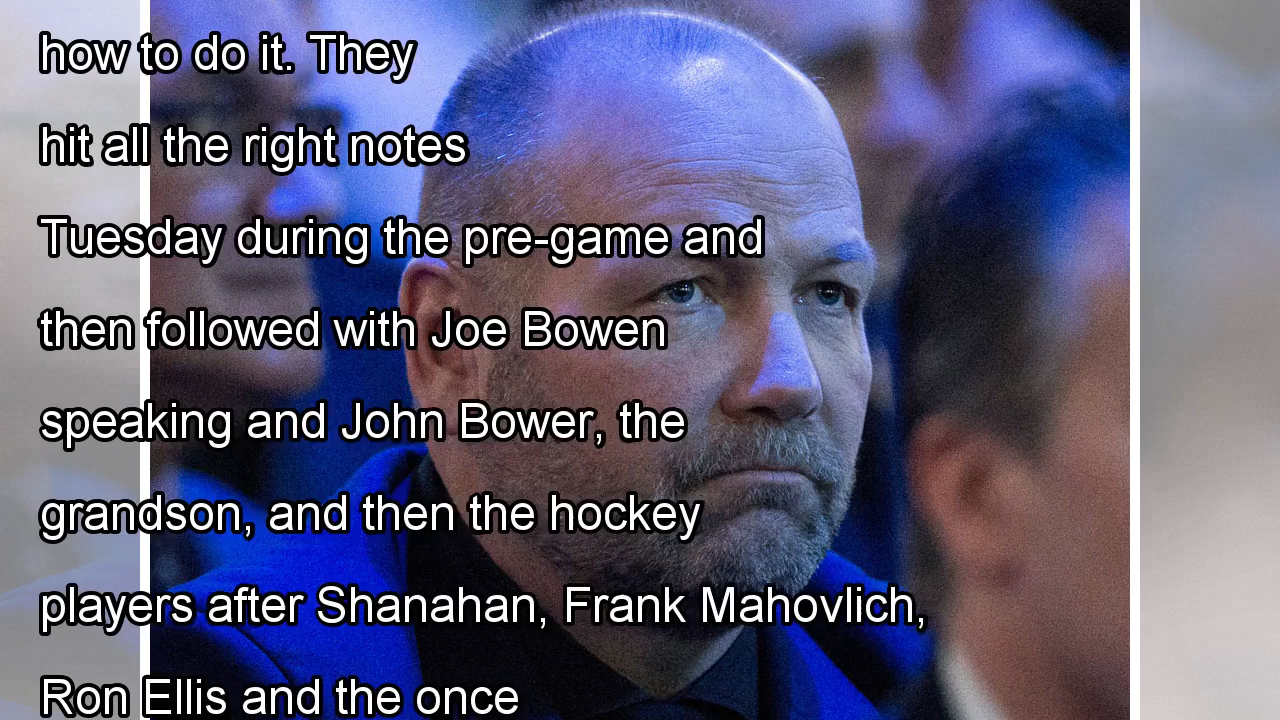 how to do it. They
hit all the right notes
Tuesday during the pre-game and
then followed with Joe Bowen
speaking and John Bower, the
grandson, and then the hockey
players after Shanahan, Frank Mahovlich,
Ron Ellis and the once